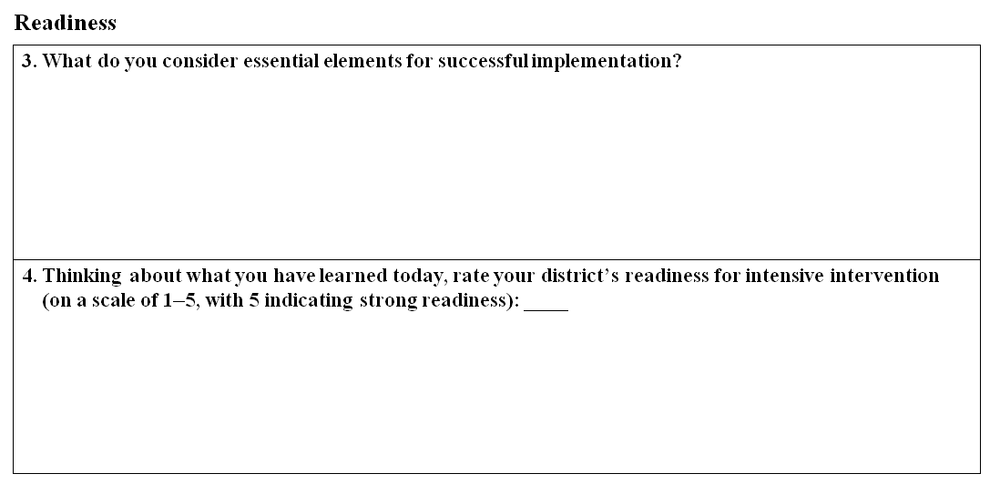 Readiness
3. What do you consider essential elements for successful implementation?
4. Thinking about what you have learned today, rate your district’s readiness for intensive intervention
(on a scale of 1–5, with 5 indicating strong readiness): ____